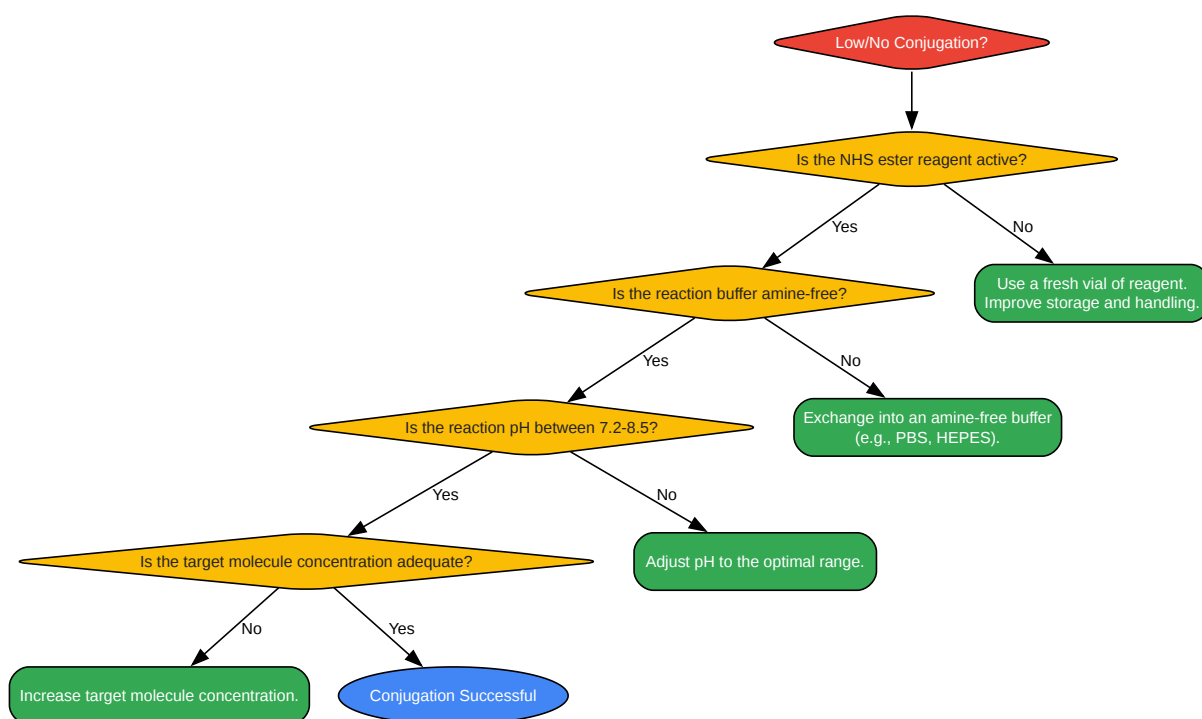 Low/No Conjugation?
Is the NHS ester reagent active?
Yes
No
Use a fresh vial of reagent.
Improve storage and handling.
Is the reaction buffer amine-free?
Yes
No
Exchange into an amine-free buffer
(e.g., PBS, HEPES).
Is the reaction pH between 7.2-8.5?
Yes
No
Adjust pH to the optimal range.
Is the target molecule concentration adequate?
No
Yes
Increase target molecule concentration.
Conjugation Successful